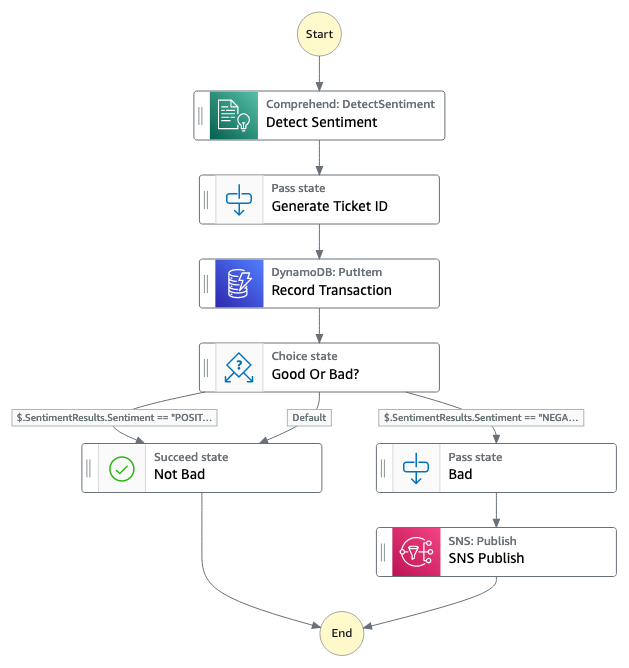 Start
Comprehend: DetectSentiment
Detect Sentiment
Pass state
Generate Ticket ID
DynamoDB: PutItem
Record Transaction
Choice state
Good Or Bad?
$.SentimentResults.Sentiment == "POSIT...
Default
$.SentimentResults.Sentiment == "NEGA...
Succeed state
Not Bad
Pass state
Bad
SNS: Publish
SNS Publish
End